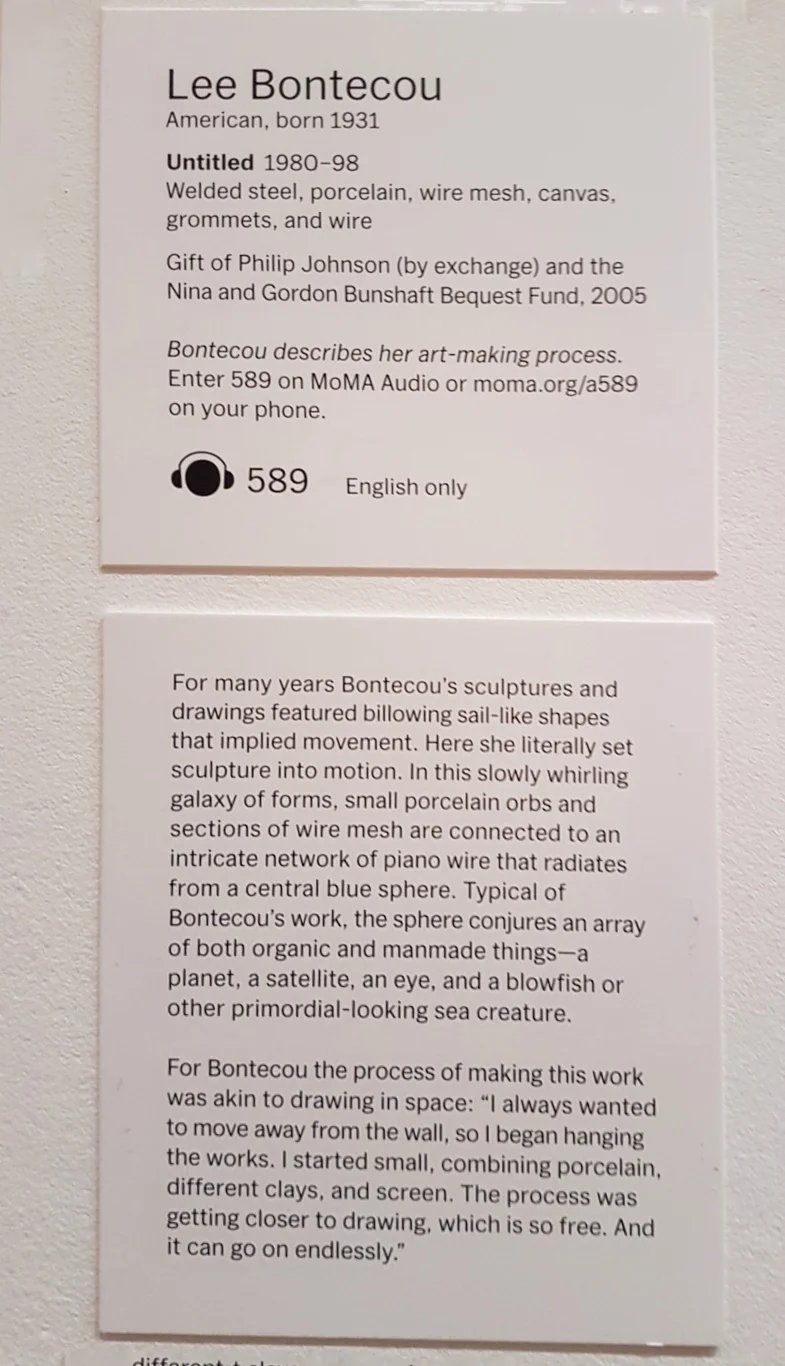 Lee Bontecou
American, born 1931
Untitled 1980–98
Welded steel, porcelain, wire mesh, canvas,
grommets, and wire
Gift of Philip Johnson (by exchange) and the
Nina and Gordon Bunshaft Bequest Fund, 2005
Bontecou describes her art-making process.
Enter 589 on MoMA Audio or moma.org/a589
on your phone.
589 English only
For many years Bontecou's sculptures and
drawings featured billowing sail-like shapes
that implied movement. Here she literally set
sculpture into motion. In this slowly whirling
galaxy of forms, small porcelain orbs and
sections of wire mesh are connected to an
intricate network of piano wire that radiates
from a central blue sphere. Typical of
Bontecou's work, the sphere conjures an array
of both organic and manmade things—a
planet, a satellite, an eye, and a blowfish or
other primordial-looking sea creature.
For Bontecou the process of making this work
was akin to drawing in space: “I always wanted
to move away from the wall, so I began hanging
the works. I started small, combining porcelain,
different clays, and screen. The process was
getting closer to drawing, which is so free. And
it can go on endlessly.”